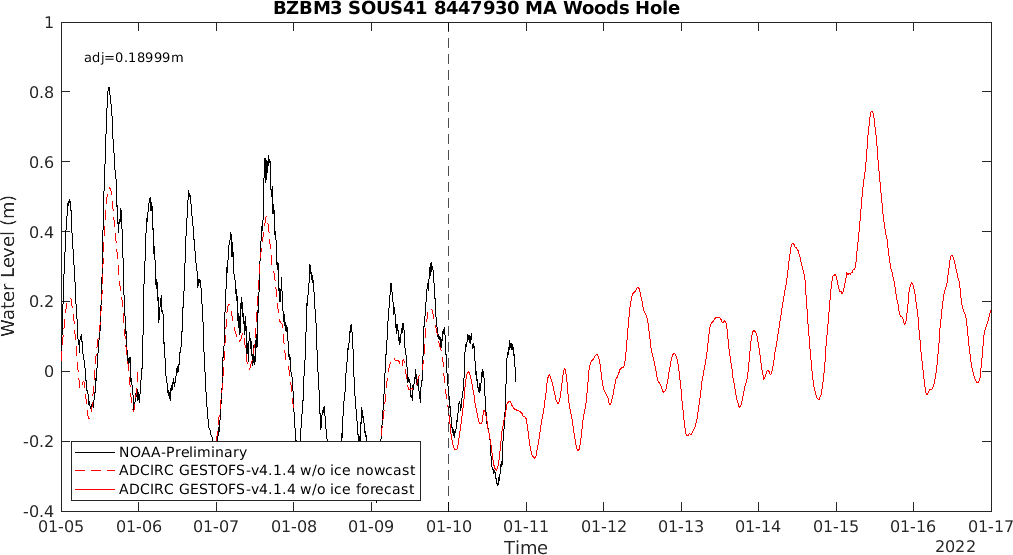 BZBM3 SOUS41 8447930 MA Woods Hole
adj=0.18999m
Water Level (m)
1
0.8
0.6
0.4
0.2
0
-0.2
-0.4
NOAA-Preliminary
ADCIRC GESTOFS-v4.1.4 w/o ice nowcast
ADCIRC GESTOFS-v4.1.4 w/o ice forecast
01-05 01-06 01-07 01-08 01-09 01-10 01-11 01-12 01-13 01-14 01-15 01-16 01-17
Time
2022